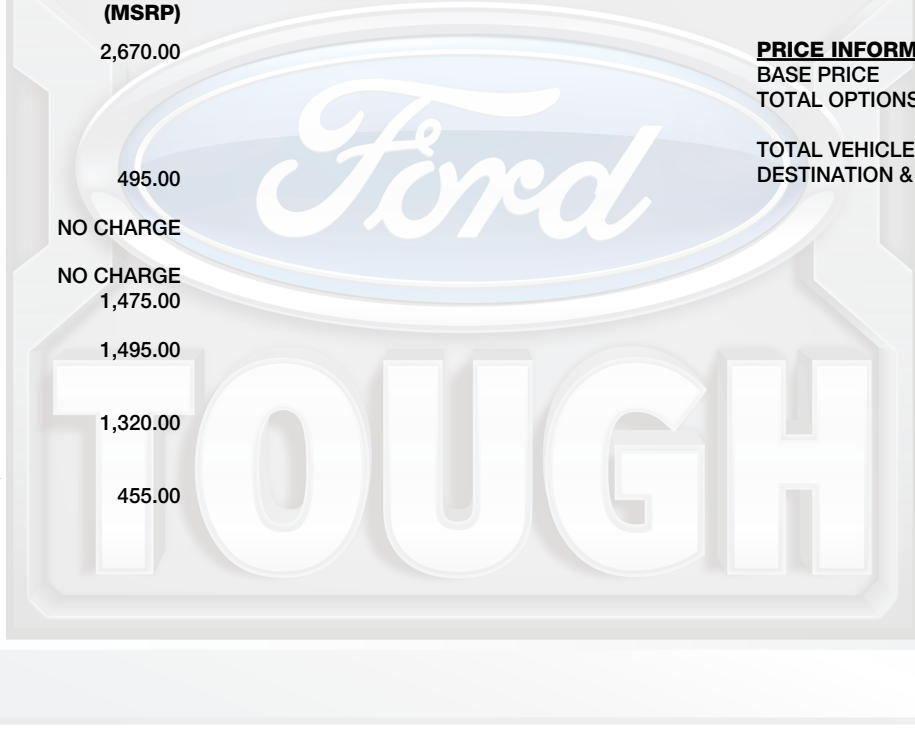 (MSRP)
2,670.00
495.00
NO CHARGE
NO CHARGE
1,475.00
1,495.00
1,320.00
455.00
PRICE INFORM
BASE PRICE
TOTAL OPTIONS
TOTAL VEHICLE
DESTINATION &
Ford
TOUGH